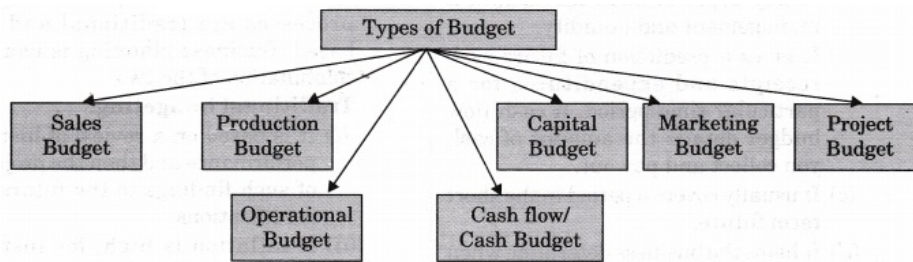 Types of Budget
Sales
Budget
Production
Budget
Capital
Budget
Marketing
Budget
Project
Budget
Operational
Budget
Cash flow/
Cash Budget